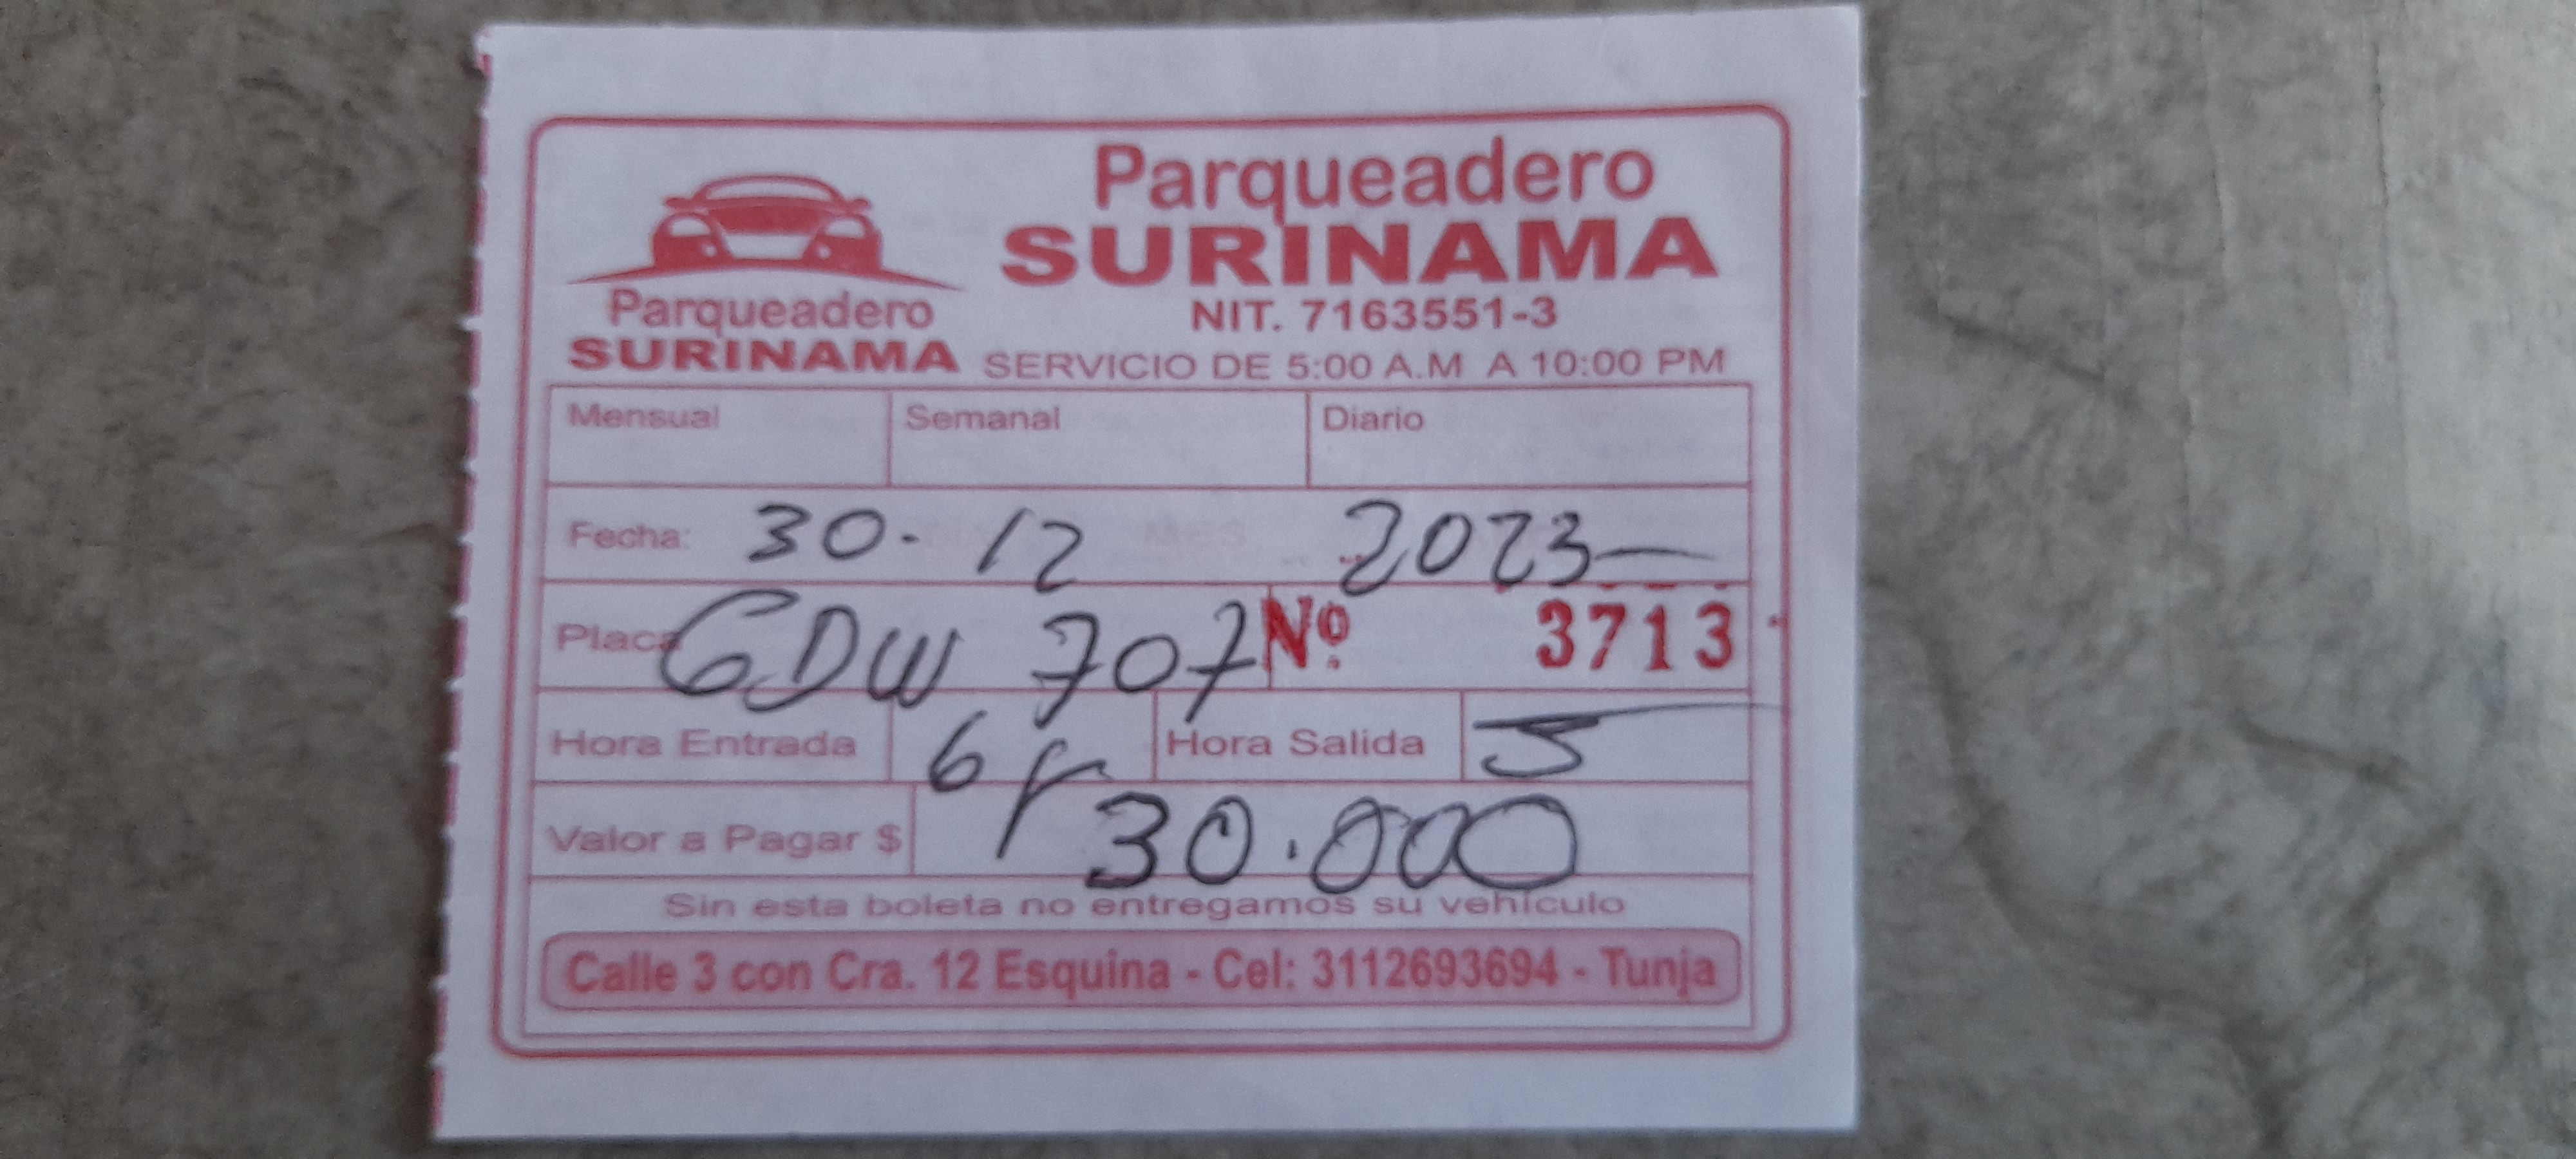 Parqueadero
SURINAMA
NIT. 7163551-3
Parqueadero
SURINAMA
SERVICIO DE 5:00 A.M A 10:00 PM
Mensual Semanal Diario
Fecha: 30. 12 MES 2023
Placa GDW 707 Nº. 3713
Hora Entrada 6 Hora Salida 5
Valor a Pagar $ 30.000
Sin esta boleta no entregamos su vehículo
Calle 3 con Cra. 12 Esquina - Cel: 3112693694 - Tunja